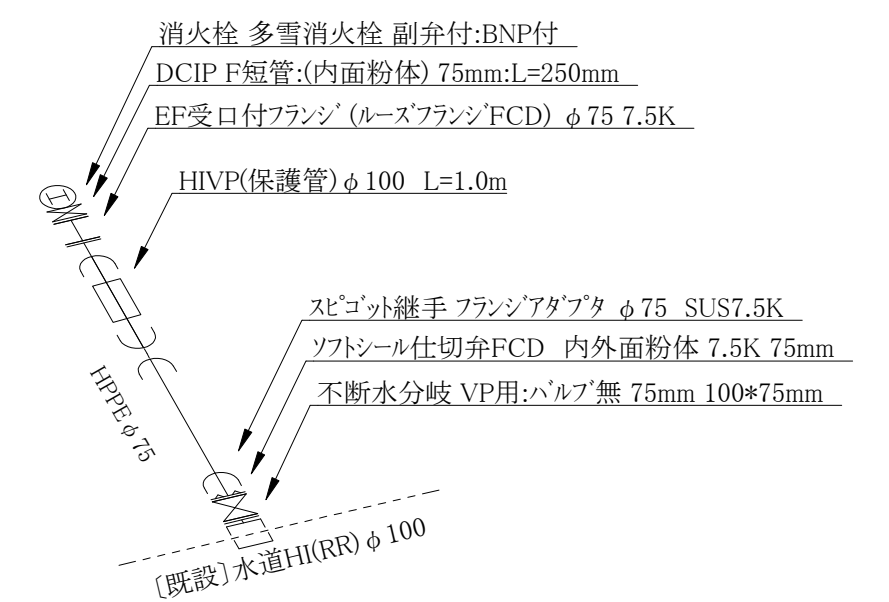 消火栓 多雪消火栓 副弁付:BNP付
DCIP F短管:(内面粉体) 75mm:L=250mm
EF受口付ﾌﾗﾝｼﾞ (ﾙｰｽﾞﾌﾗﾝｼﾞFCD) φ75 7.5K
HIVP(保護管)φ100 L=1.0m
ｽﾋﾟｺﾞｯﾄ継手 ﾌﾗﾝｼﾞｱﾀﾞﾌﾟﾀ φ75 SUS7.5K
ｿﾌﾄｼｰﾙ仕切弁FCD 内外面粉体 7.5K 75mm
不断水分岐 VP用:ﾊﾞﾙﾌﾞ無 75mm 100*75mm
HPPEφ75
[既設]水道HI(RR)φ100